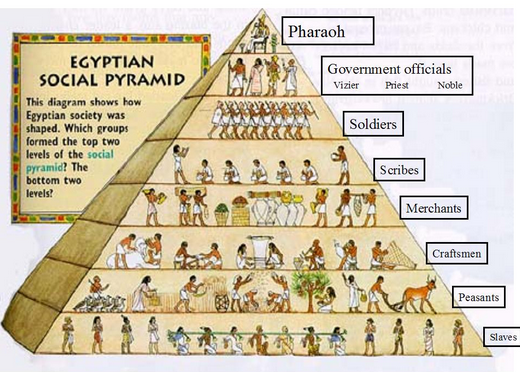 EGYPTIAN
SOCIAL PYRAMID
This diagram shows how
Egyptian society was
shaped. Which groups
formed the top two
levels of the social
pyramid? The
bottom two
levels?
Pharaoh
Government officials
Vizier Priest Noble
Soldiers
Scribes
Merchants
Craftsmen
Peasants
Slaves